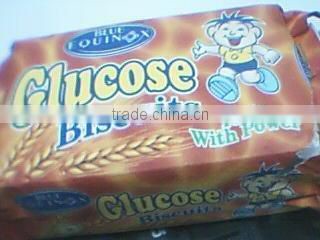 BLUE
EQUINOX
Glucose
Biscuits
With Power
trade.china.cn
BLUE
EQUINOX
Glucose
Biscuits